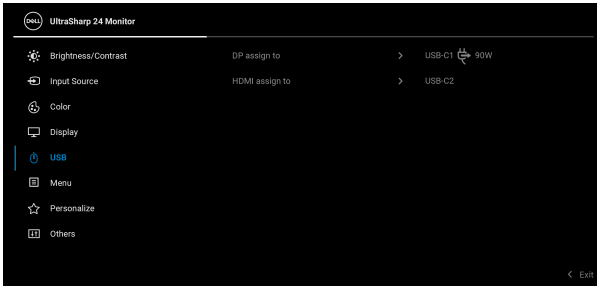 DELL UltraSharp 24 Monitor
Brightness/Contrast DP assign to USB-C1 90W
Input Source HDMI assign to USB-C2
Color
Display
USB
Menu
Personalize
Others
Exit